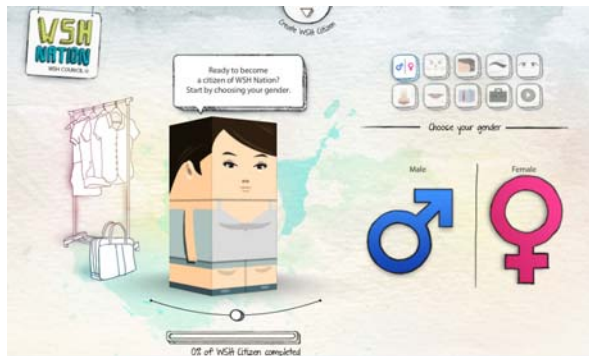 Create WSH Citizen
WSH
NATION
WSH COUNCIL
Ready to become
a citizen of WSH Nation?
Start by choosing your gender.
Choose your gender
Male
Female
0% of WSH Citizen completed